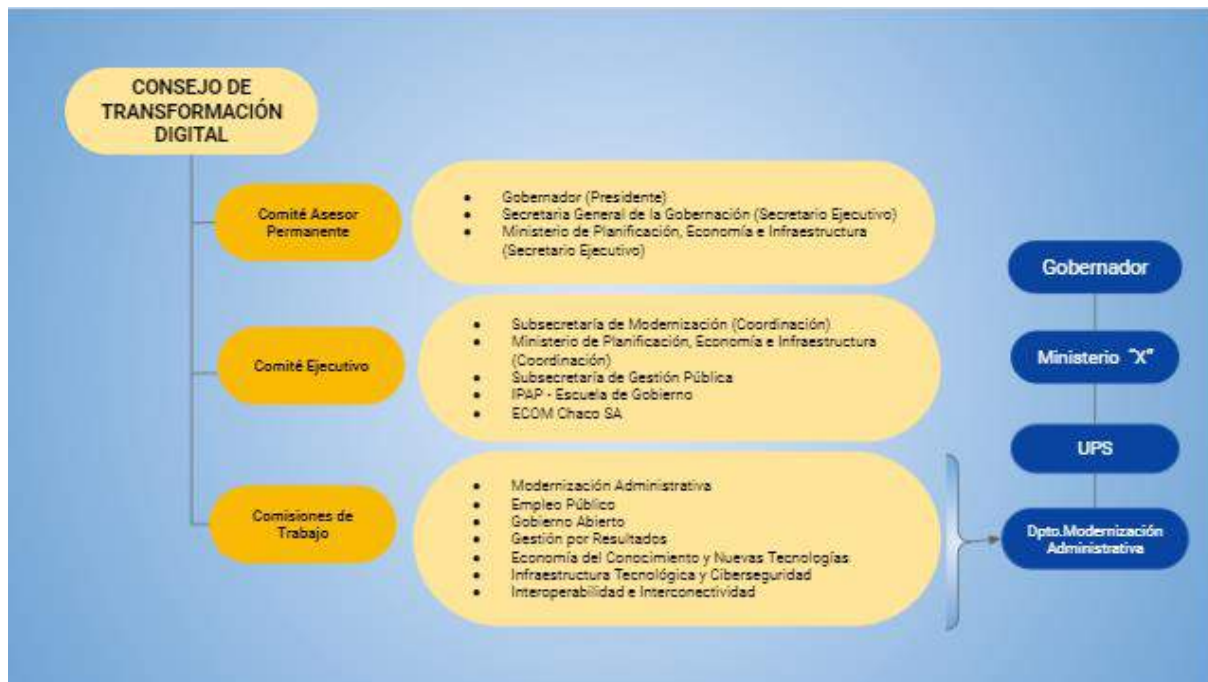 CONSEJO DE
TRANSFORMACIÓN
DIGITAL
Comité Asesor
Permanente
• Gobernador (Presidente)
• Secretaria General de la Gobernación (Secretario Ejecutivo)
• Ministerio de Planificación, Economía e Infraestructura
(Secretario Ejecutivo)
Comité Ejecutivo
• Subsecretaría de Modernización (Coordinación)
• Ministerio de Planificación, Economía e Infraestructura
(Coordinación)
• Subsecretaría de Gestión Pública
• IPAP - Escuela de Gobierno
• ECOM Chaco SA
Comisiones de
Trabajo
• Modernización Administrativa
• Empleo Público
• Gobierno Abierto
• Gestión por Resultados
• Economía del Conocimiento y Nuevas Tecnologías
• Infraestructura Tecnológica y Ciberseguridad
• Interoperabilidad e Interconectividad
Gobernador
Ministerio "X"
UPS
Dpto.Modernización
Administrativa